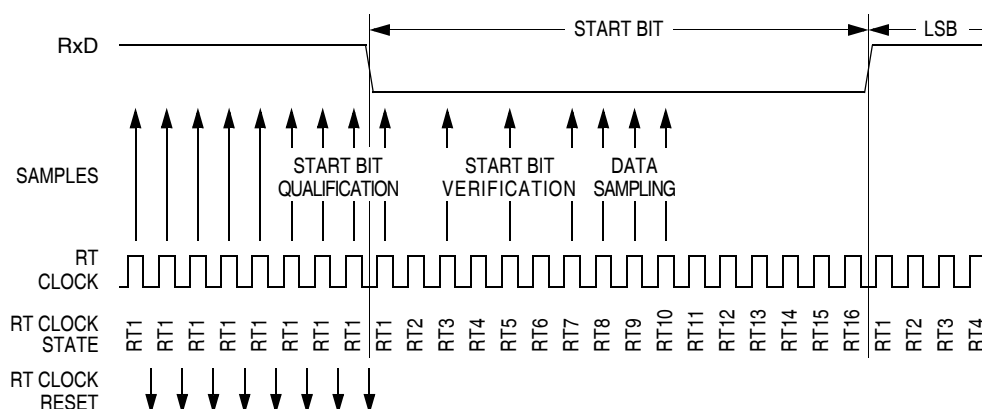 START BIT
LSB
RxD
SAMPLES
START BIT
QUALIFICATION
START BIT
VERIFICATION
DATA
SAMPLING
RT
CLOCK
RT CLOCK
STATE
RT1 RT1 RT1 RT1 RT1 RT1 RT1 RT1 RT1 RT2 RT3 RT4 RT5 RT6 RT7 RT8 RT9 RT10 RT11 RT12 RT13 RT14 RT15 RT16 RT1 RT2 RT3 RT4
RT CLOCK
RESET